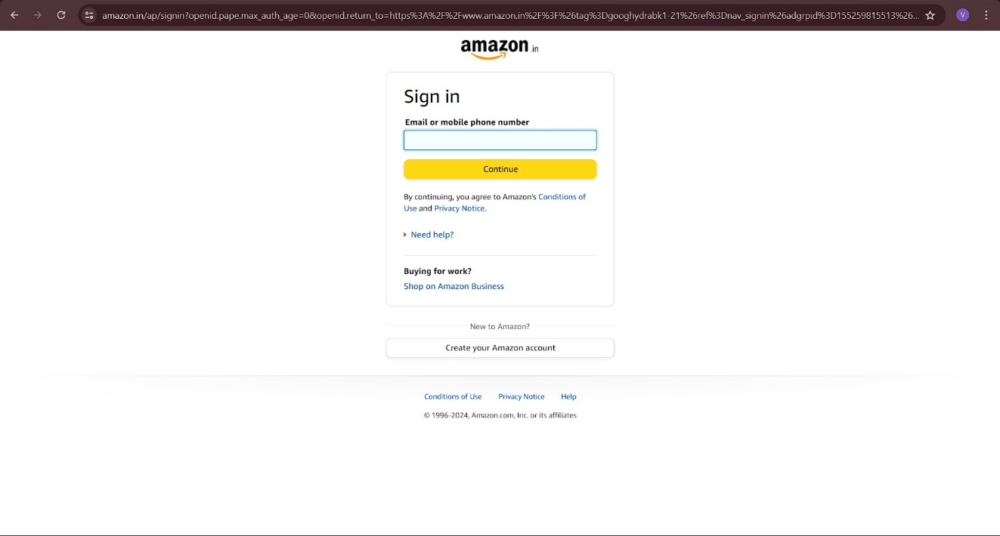 amazon.in/ap/signin?openid.pape.max_auth_age=0&openid.return_to=https%3A%2F%2Fwww.amazon.in%2F%3F%26tag%3Dgooghydrabk1-21%26ref%3Dnav_signin%26adgrpid%3D155259815513%26...
V
amazon.in
Sign in
Email or mobile phone number
Continue
By continuing, you agree to Amazon's Conditions of
Use and Privacy Notice.
Need help?
Buying for work?
Shop on Amazon Business
New to Amazon?
Create your Amazon account
Conditions of Use Privacy Notice Help
© 1996-2024, Amazon.com, Inc. or its affiliates